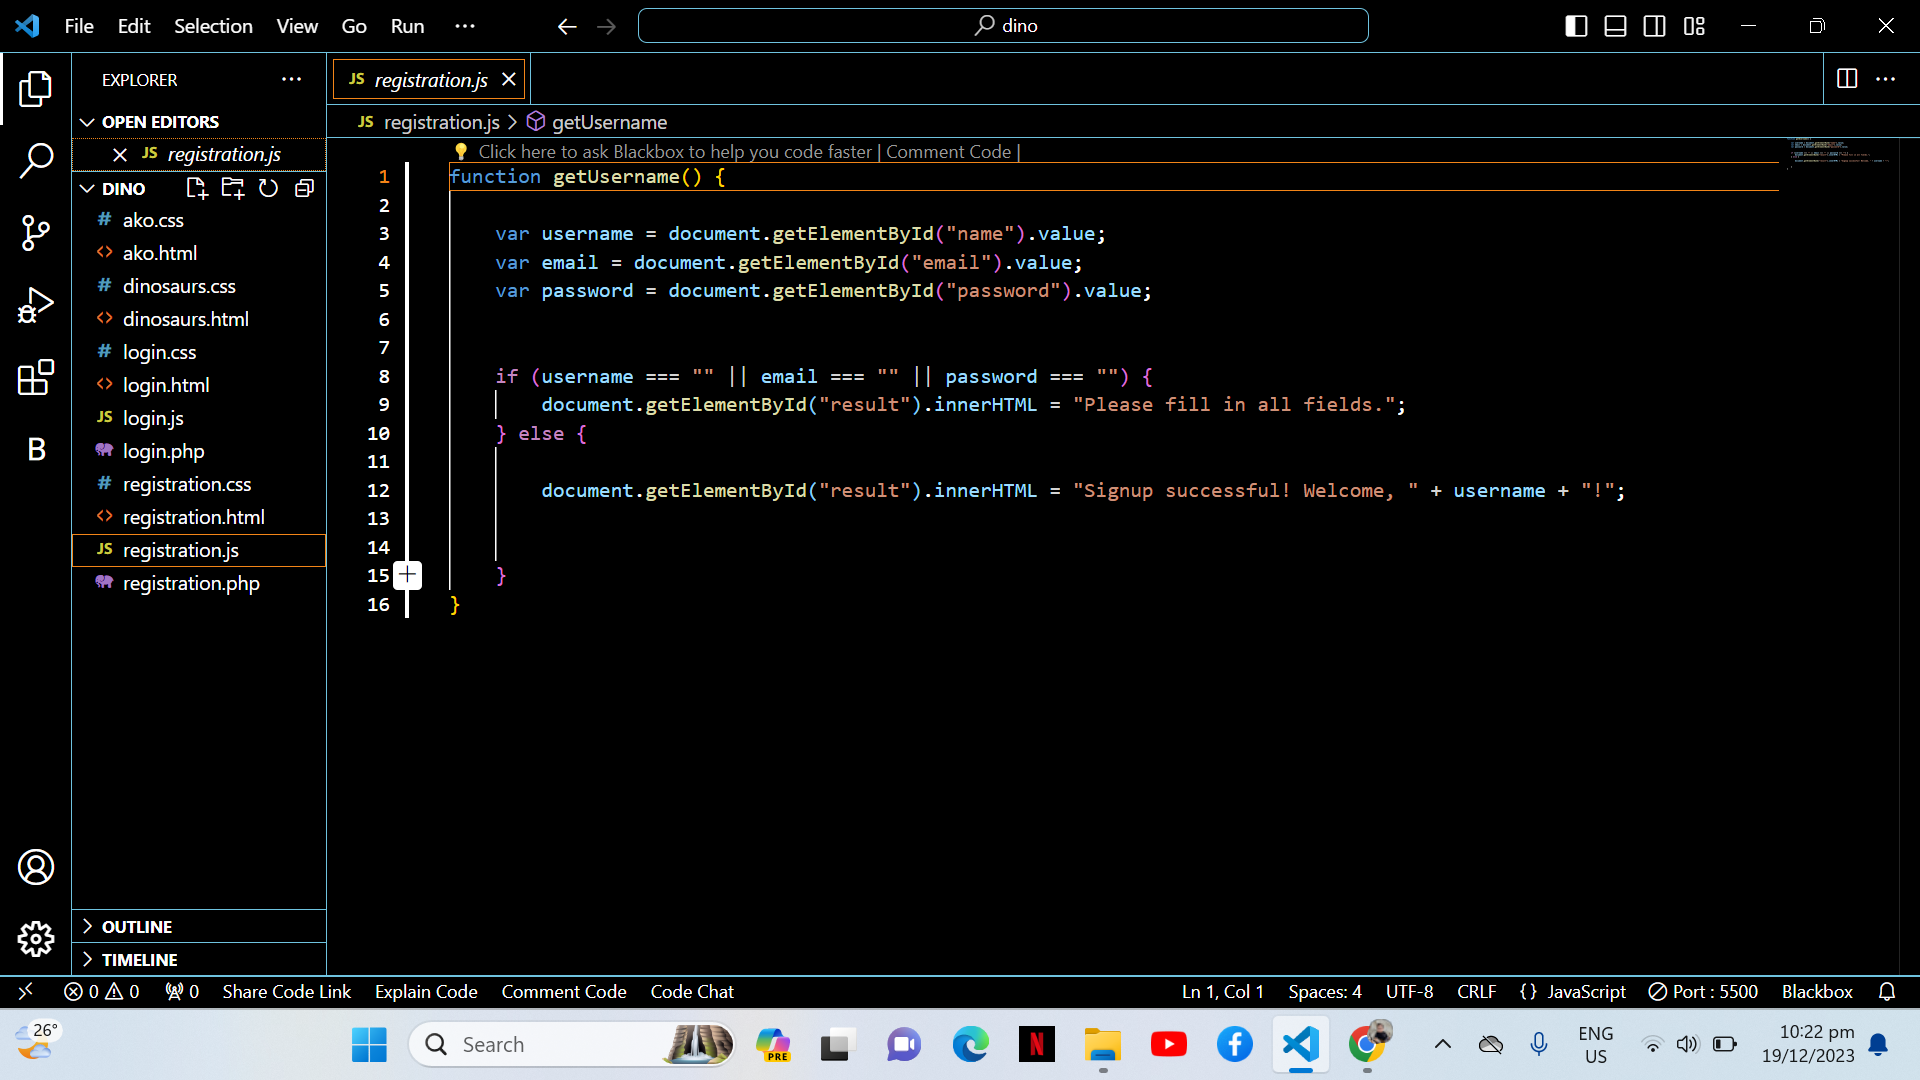 File Edit Selection View Go Run ··· dino
EXPLORER ···
OPEN EDITORS
JS registration.js
DINO
# ako.css
<> ako.html
# dinosaurs.css
<> dinosaurs.html
# login.css
<> login.html
JS login.js
login.php
# registration.css
<> registration.html
JS registration.js
registration.php
B
OUTLINE
TIMELINE
JS registration.js
JS registration.js > getUsername
Click here to ask Blackbox to help you code faster | Comment Code |
1 function getUsername() {
2
3 var username = document.getElementById("name").value;
4 var email = document.getElementById("email").value;
5 var password = document.getElementById("password").value;
6
7
8 if (username === "" || email === "" || password === "") {
9 document.getElementById("result").innerHTML = "Please fill in all fields.";
10 } else {
11
12 document.getElementById("result").innerHTML = "Signup successful! Welcome, " + username + "!";
13
14
15 }
16 }
0 0 0 Share Code Link Explain Code Comment Code Code Chat Ln 1, Col 1 Spaces: 4 UTF-8 CRLF {} JavaScript Port : 5500 Blackbox
26° Search PRE N ENG 10:22 pm
US 19/12/2023